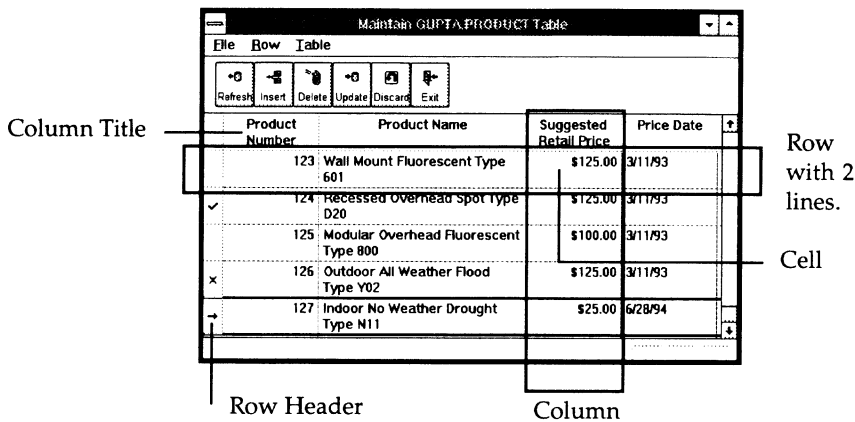 Maintain GUPTA.PRODUCT Table
File Row Table
Refresh Insert Delete Update Discard Exit
Product Number Product Name Suggested Retail Price Price Date
123 Wall Mount Fluorescent Type 601 $125.00 3/11/93
124 Recessed Overhead Spot Type D20 $125.00 3/11/93
125 Modular Overhead Fluorescent Type 800 $100.00 3/11/93
126 Outdoor All Weather Flood Type Y02 $125.00 3/11/93
127 Indoor No Weather Drought Type N11 $25.00 6/28/94
Column Title
Row
with 2
lines.
Cell
Row Header
Column